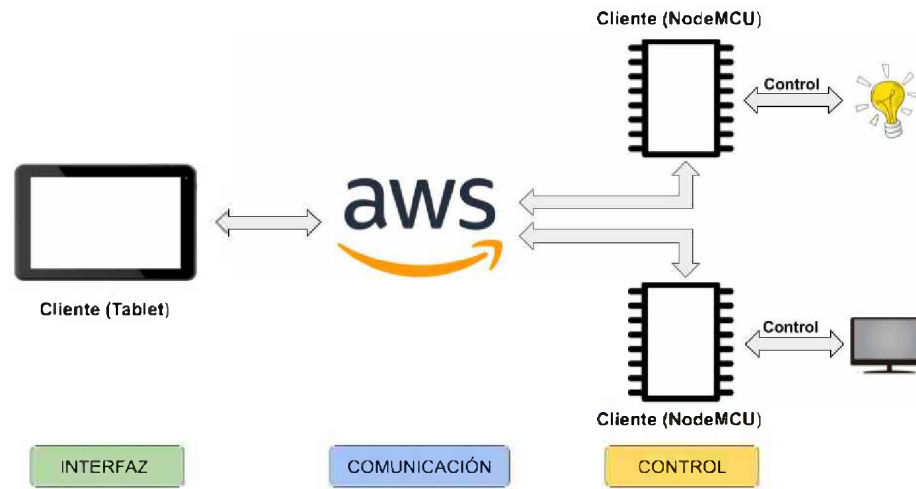 Cliente (NodeMCU)
Control
aws
Cliente (Tablet)
Control
Cliente (NodeMCU)
INTERFAZ
COMUNICACIÓN
CONTROL